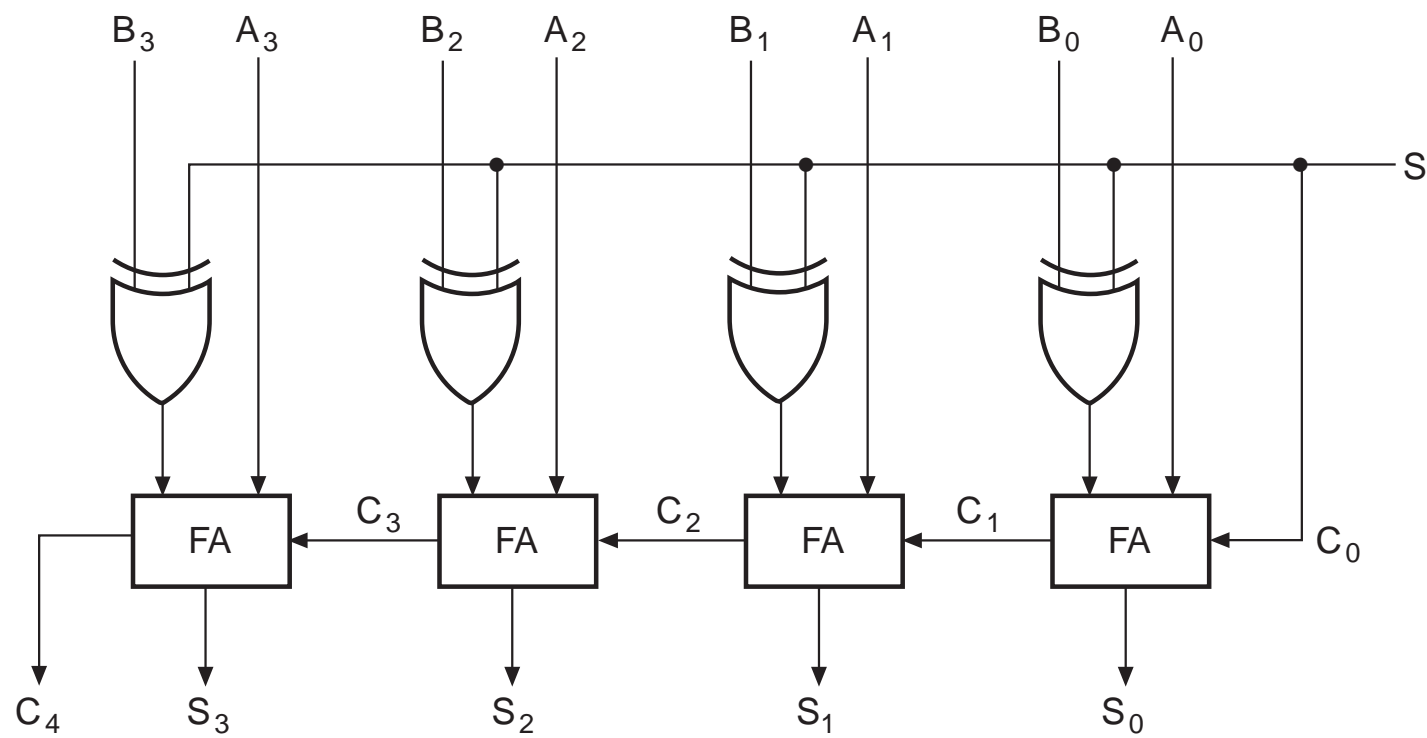 B₃ A₃ B₂ A₂ B₁ A₁ B₀ A₀
S
FA C₃ FA C₂ FA C₁ FA C₀
C₄ S₃ S₂ S₁ S₀